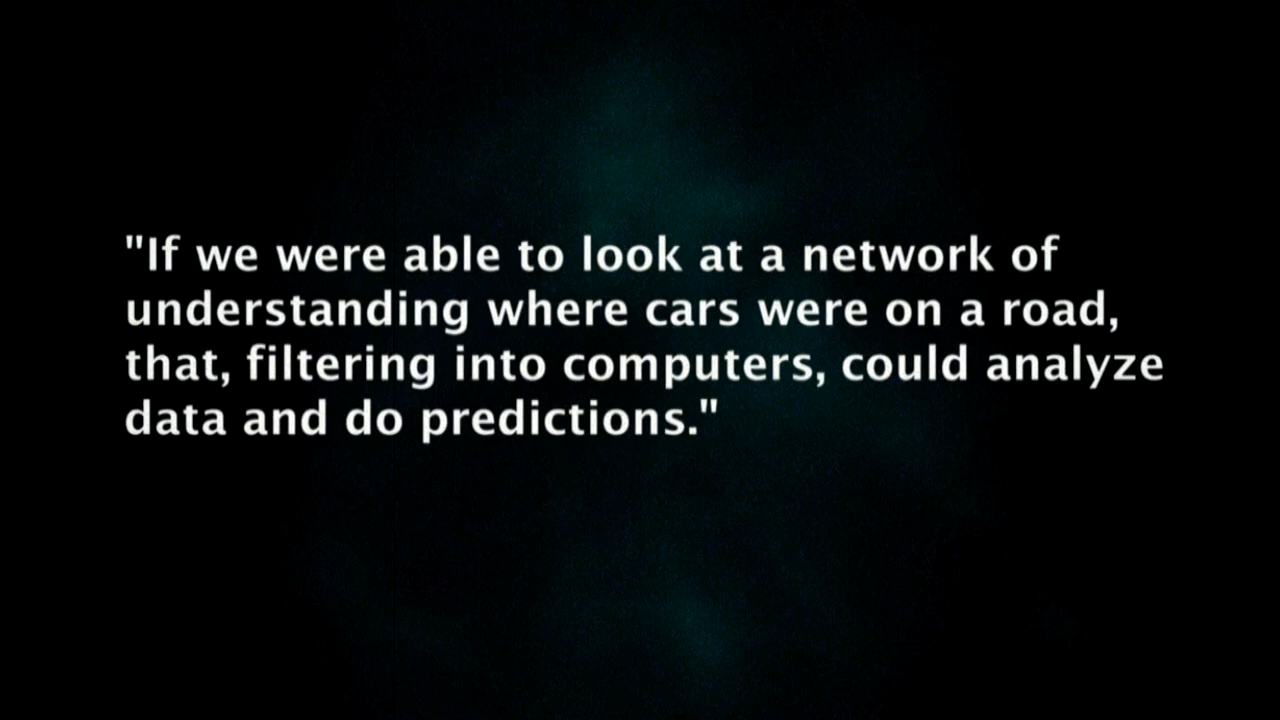 "If we were able to look at a network of
understanding where cars were on a road,
that, filtering into computers, could analyze
data and do predictions."